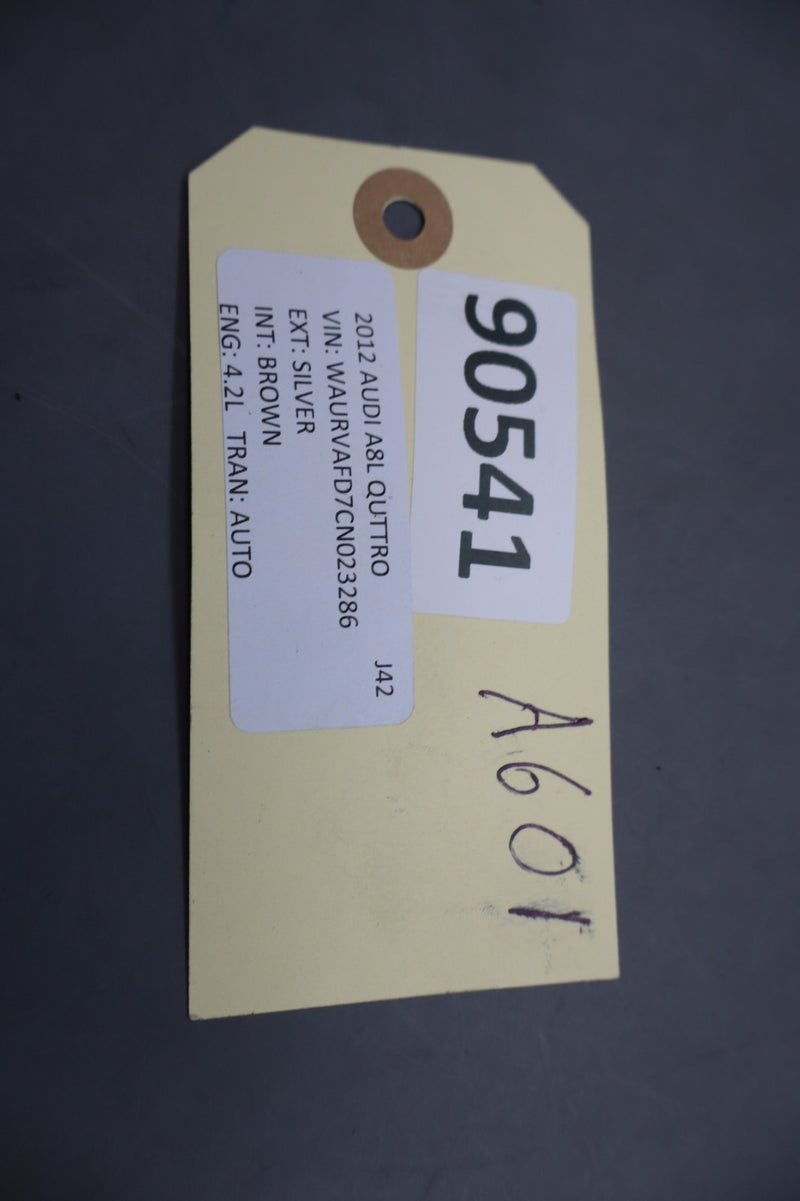 90541
A601
2012 AUDI A8L QUTTRO J42
VIN: WAURVAFD7CN023286
EXT: SILVER
INT: BROWN
ENG: 4.2L TRAN: AUTO